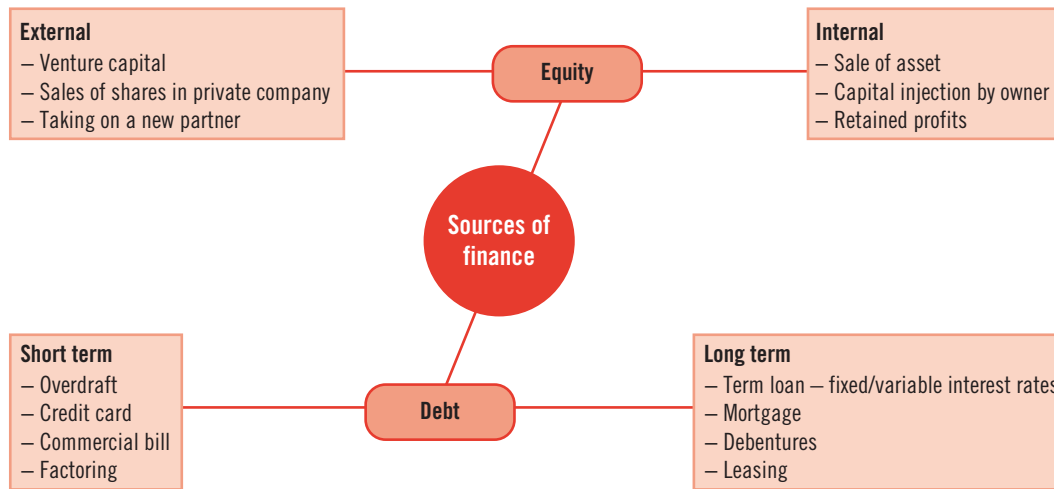 External
– Venture capital
– Sales of shares in private company
– Taking on a new partner
Equity
Internal
– Sale of asset
– Capital injection by owner
– Retained profits
Sources of
finance
Short term
– Overdraft
– Credit card
– Commercial bill
– Factoring
Debt
Long term
– Term loan – fixed/variable interest rates
– Mortgage
– Debentures
– Leasing